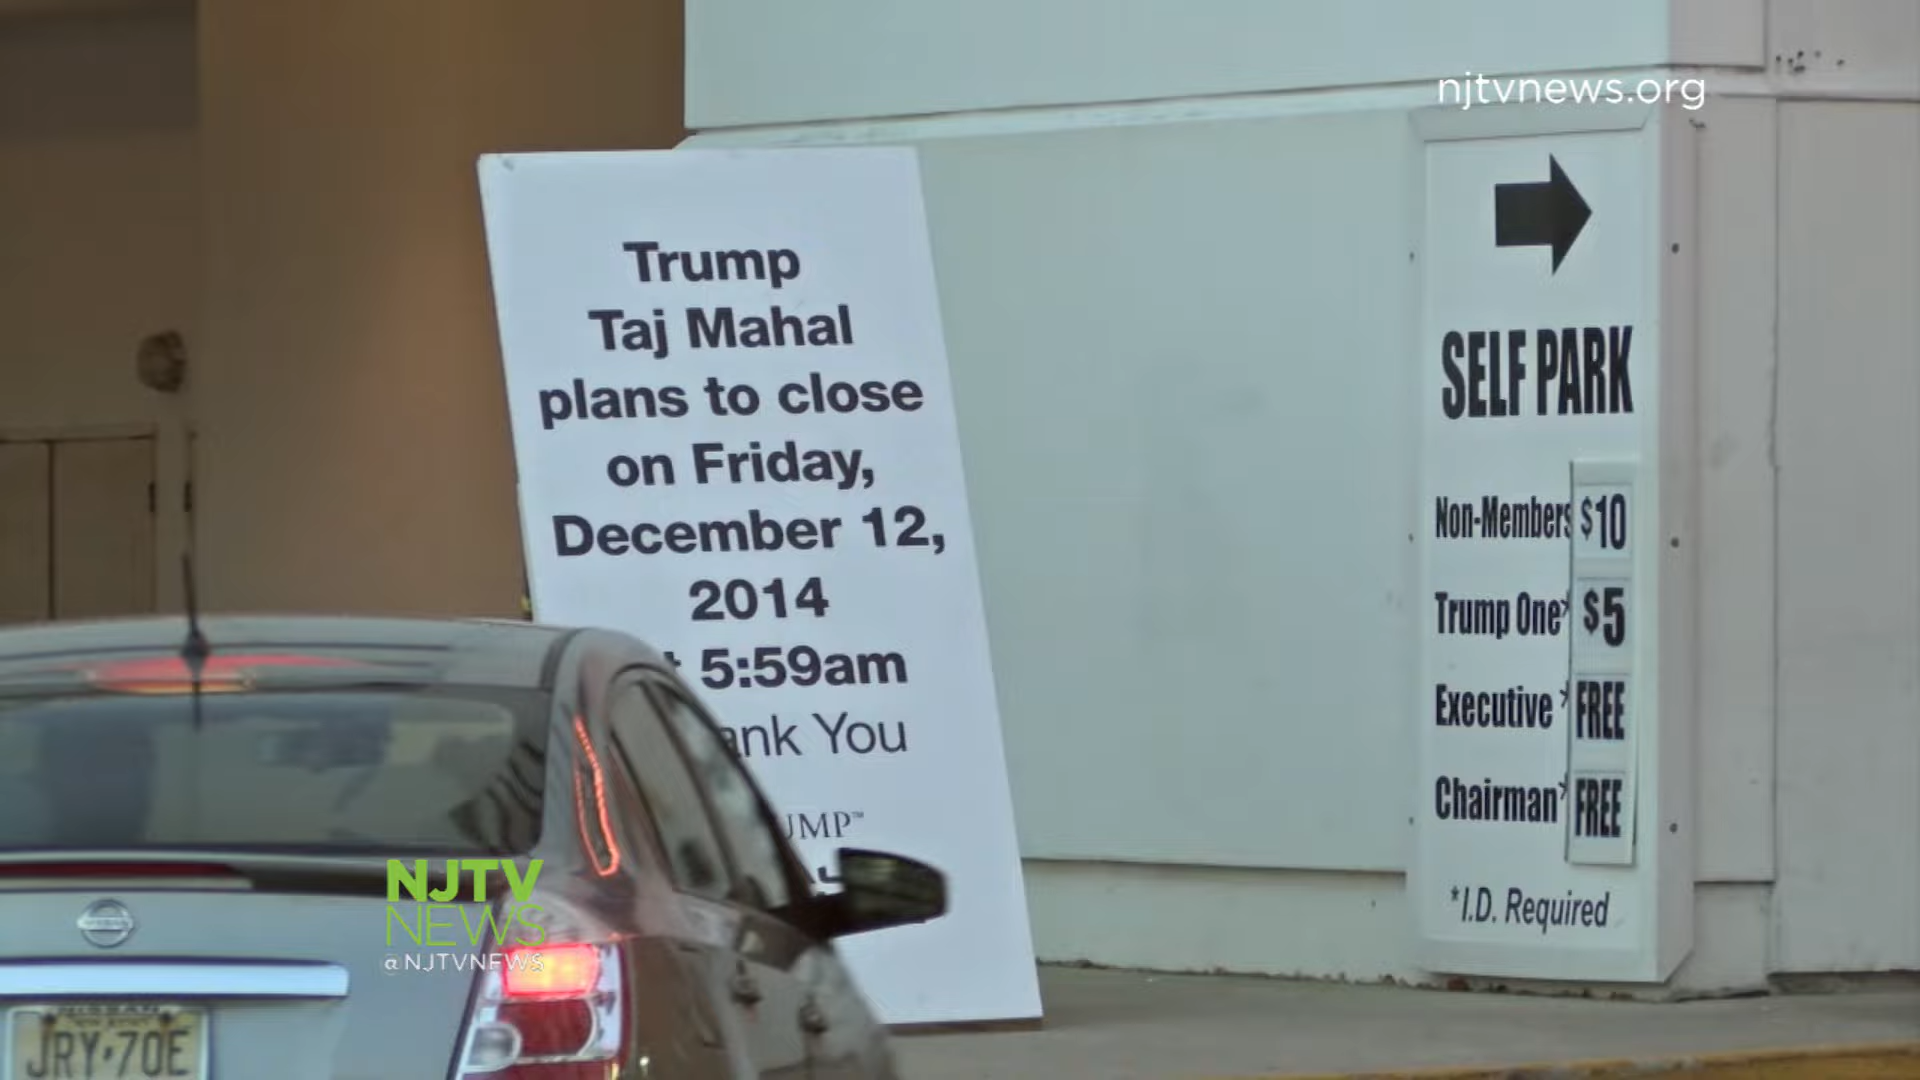 njtvnews.org
Trump
Taj Mahal
plans to close
on Friday,
December 12,
2014
5:59am
You
SELF PARK
Non-Members $10
Trump One* $5
Executive * FREE
Chairman* FREE
*I.D. Required
NJTV
NEWS
@NJTVNEWS
JRY•70E